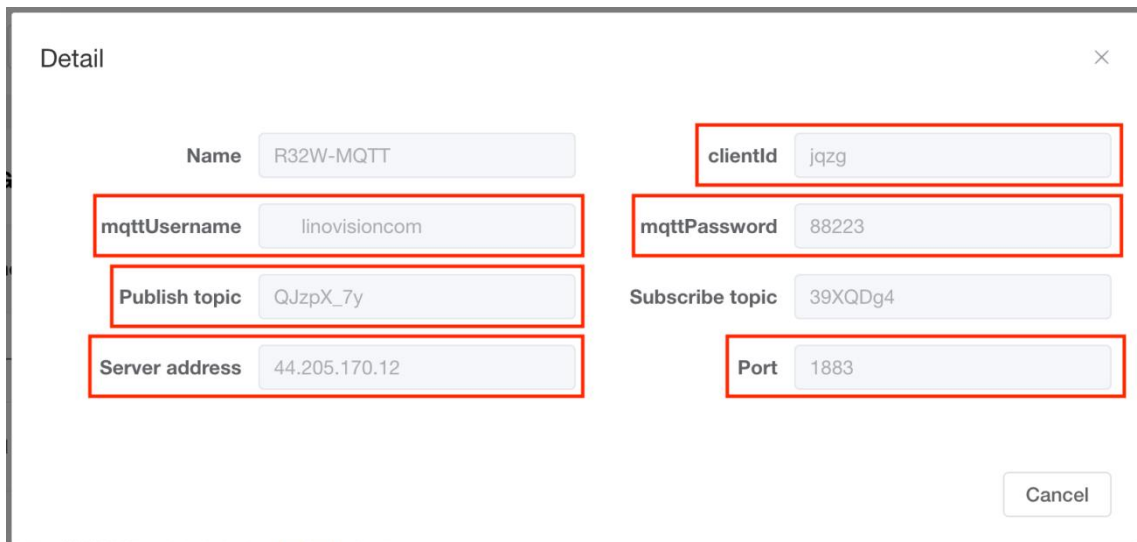 Detail
Name R32W-MQTT clientId jqzg
mqttUsername linovisioncom mqttPassword 88223
Publish topic QJzpX_7y Subscribe topic 39XQDg4
Server address 44.205.170.12 Port 1883
Cancel